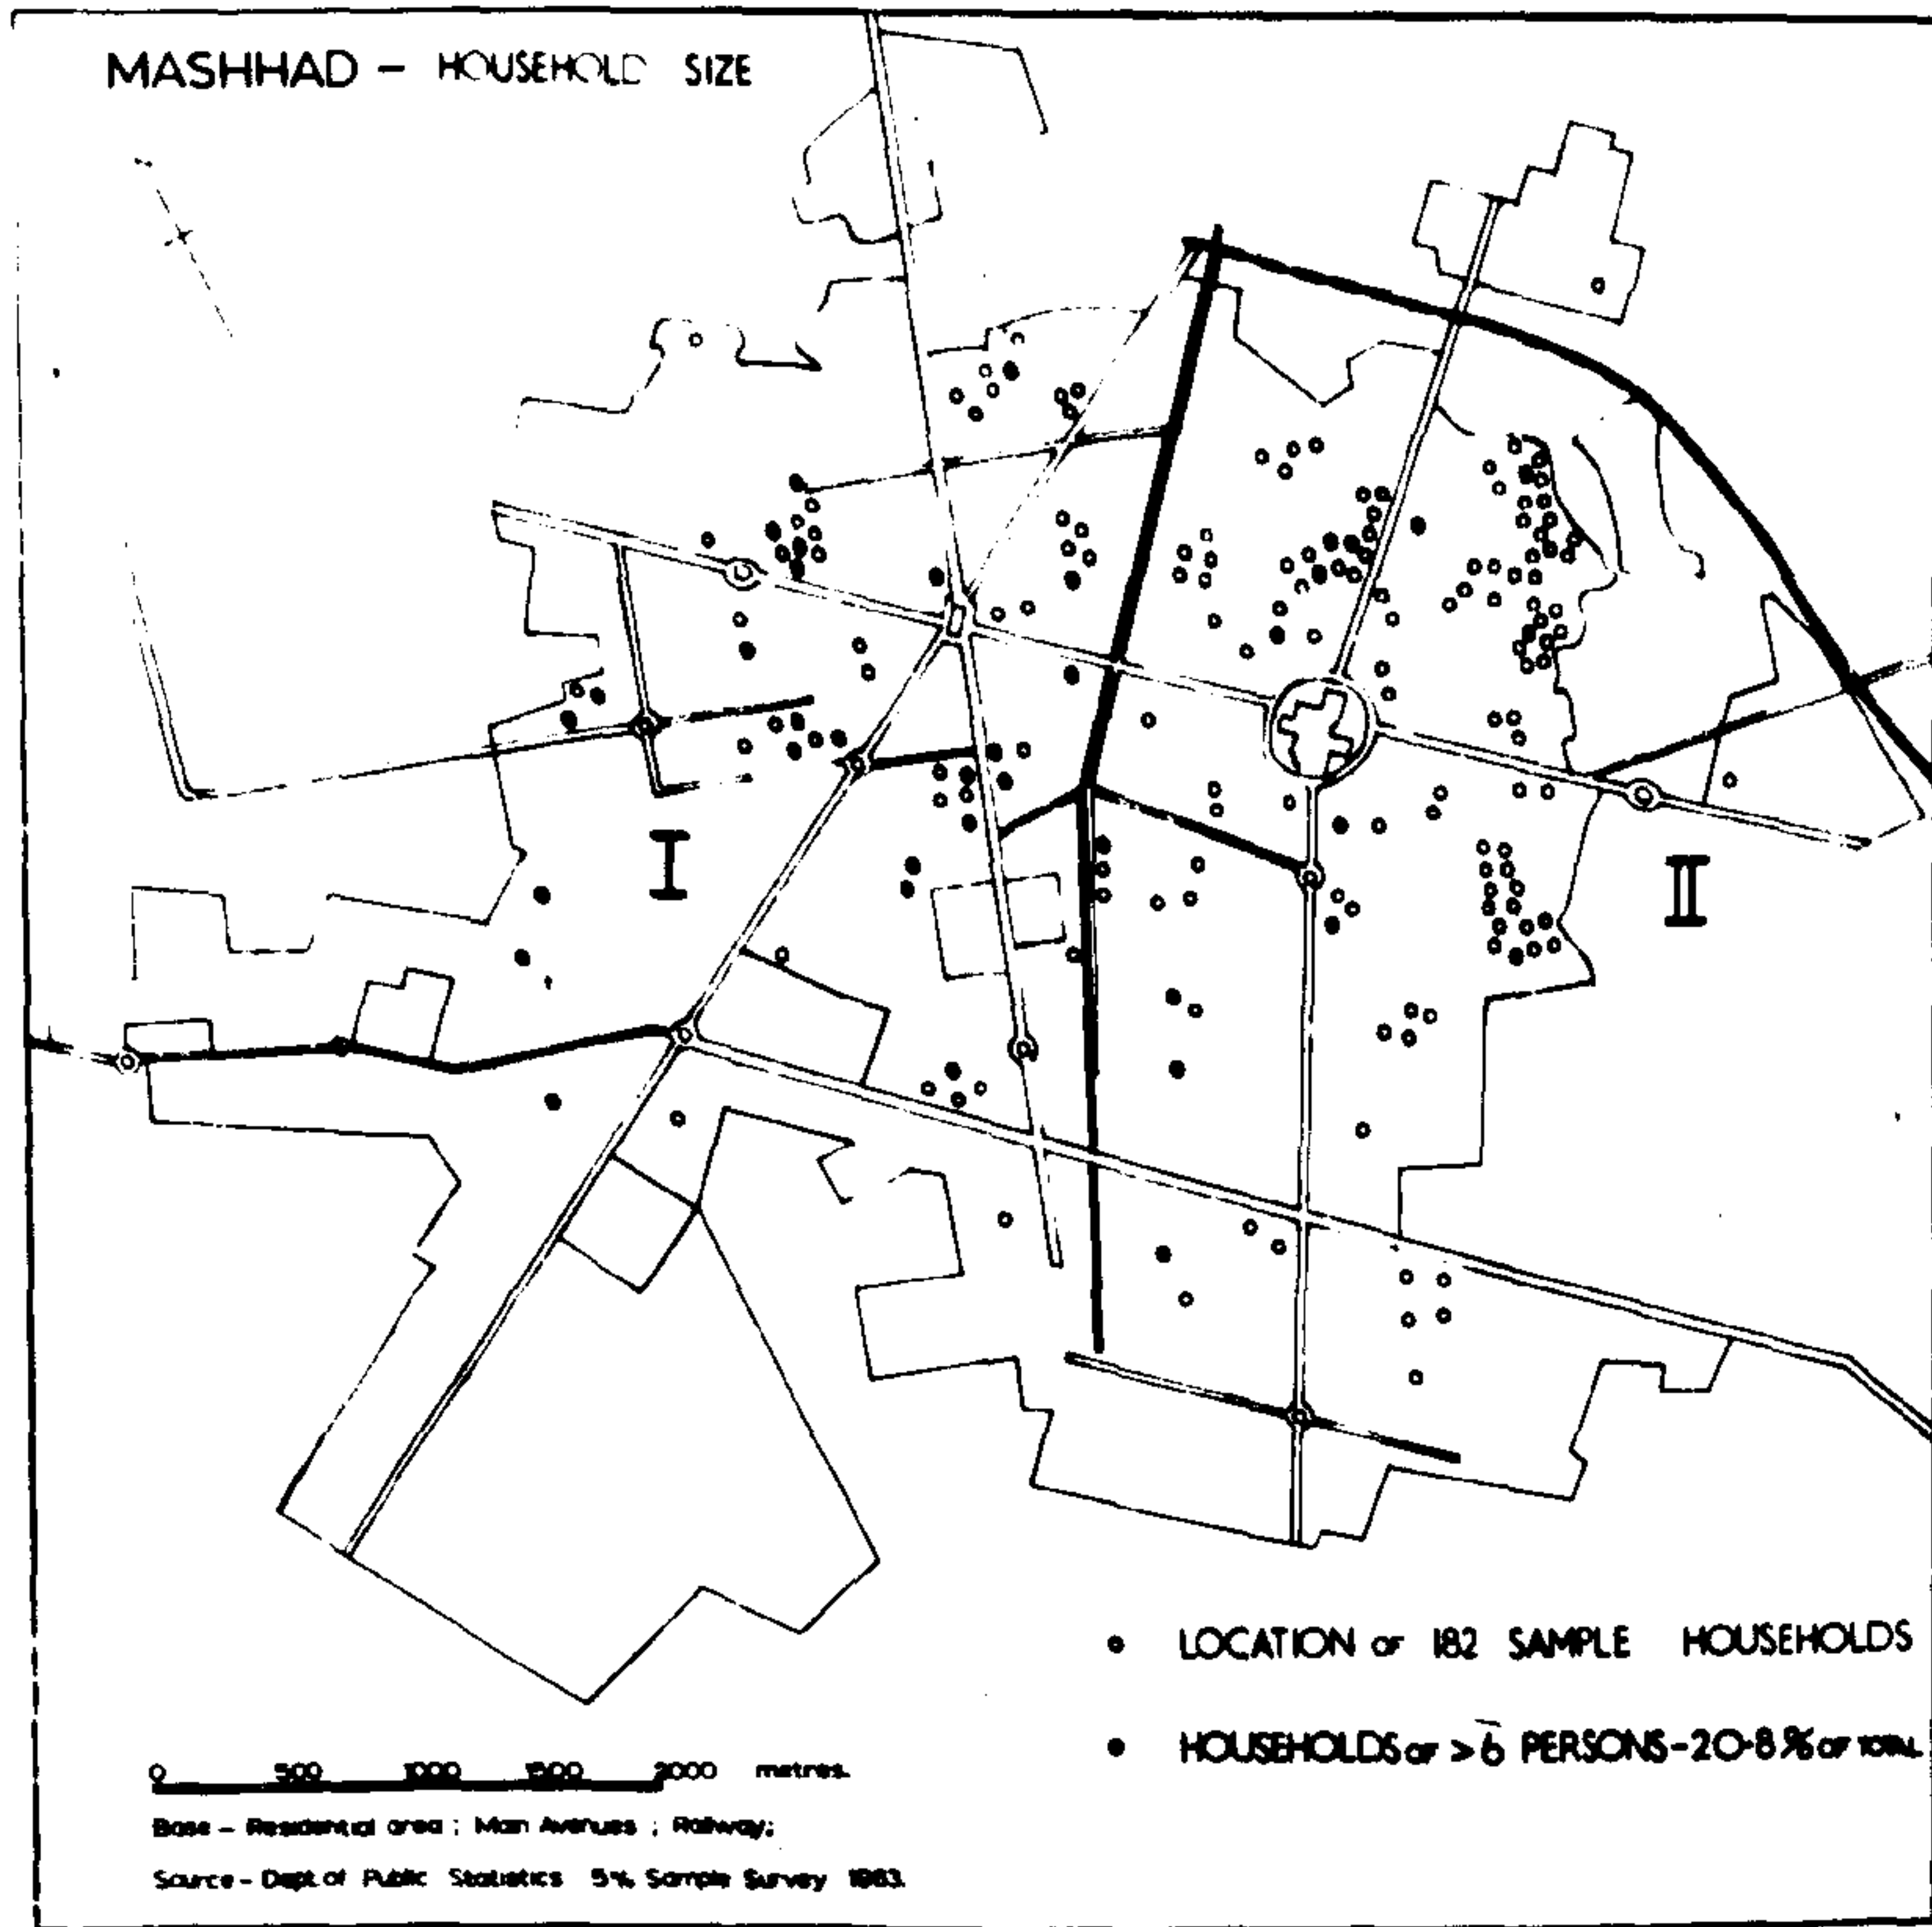 MASHHAD – HOUSEHOLD SIZE
I
II
LOCATION OF 182 SAMPLE HOUSEHOLDS
HOUSEHOLDS OF >6 PERSONS-20·8% OF TOTAL
0 500 1000 1500 2000 metres.
Base – Residential area ; Main Avenues ; Railway;
Source – Dept. of Public Statistics 5% Sample Survey 1963.